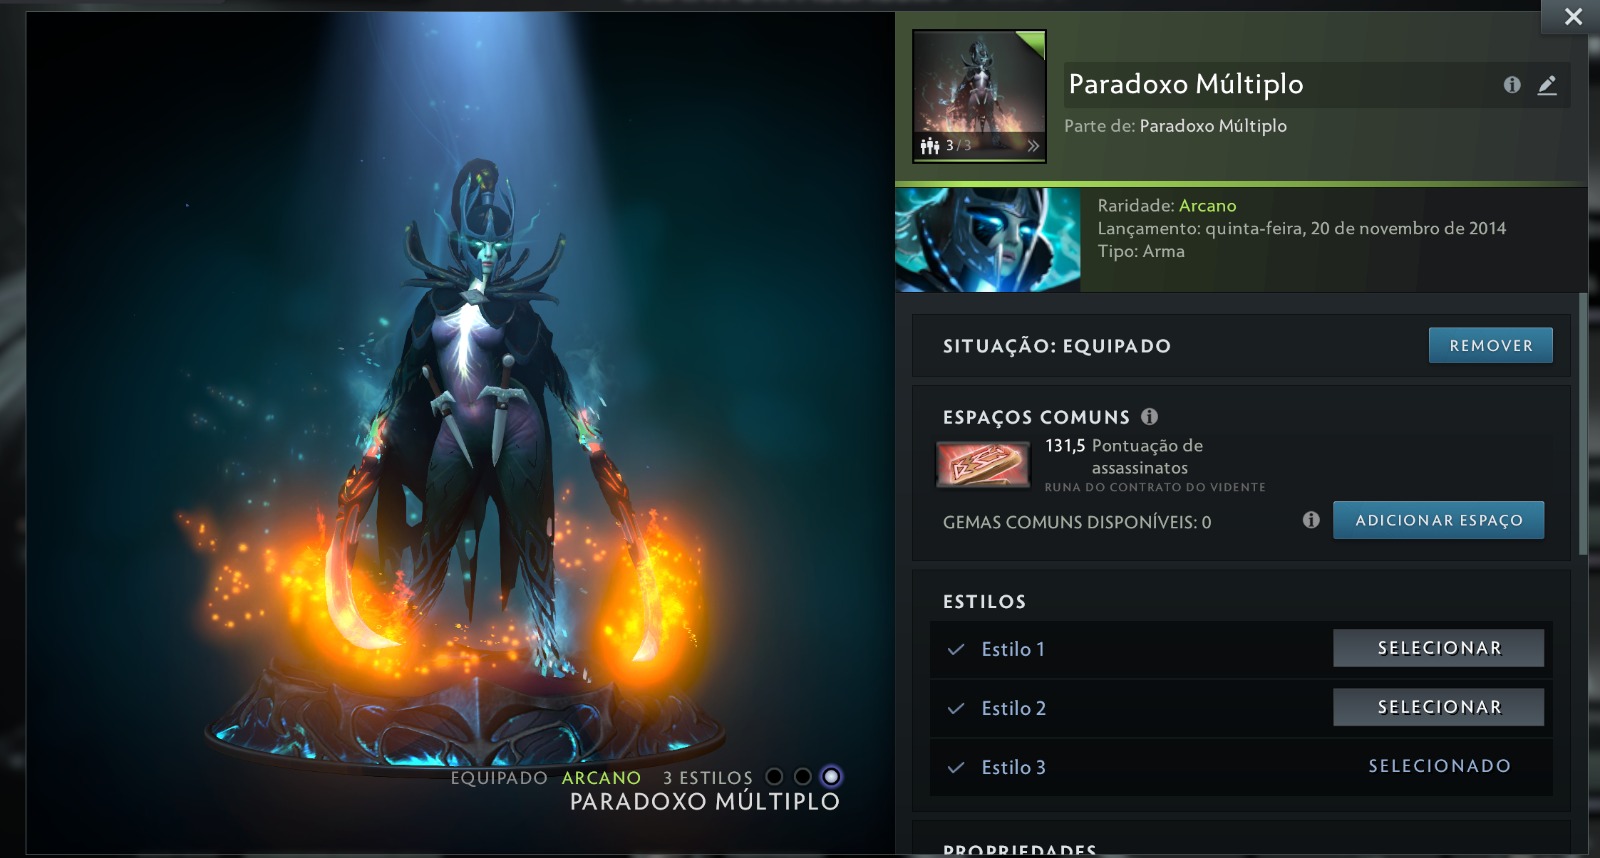 Paradoxo Múltiplo
Parte de: Paradoxo Múltiplo
3/3
Raridade: Arcano
Lançamento: quinta-feira, 20 de novembro de 2014
Tipo: Arma
SITUAÇÃO: EQUIPADO
REMOVER
ESPAÇOS COMUNS
131,5 Pontuação de
assassinatos
RUNA DO CONTRATO DO VIDENTE
GEMAS COMUNS DISPONÍVEIS: 0
ADICIONAR ESPAÇO
ESTILOS
Estilo 1
SELECIONAR
Estilo 2
SELECIONAR
Estilo 3
SELECIONADO
PROPRIEDADES
EQUIPADO ARCANO 3 ESTILOS
PARADOXO MÚLTIPLO